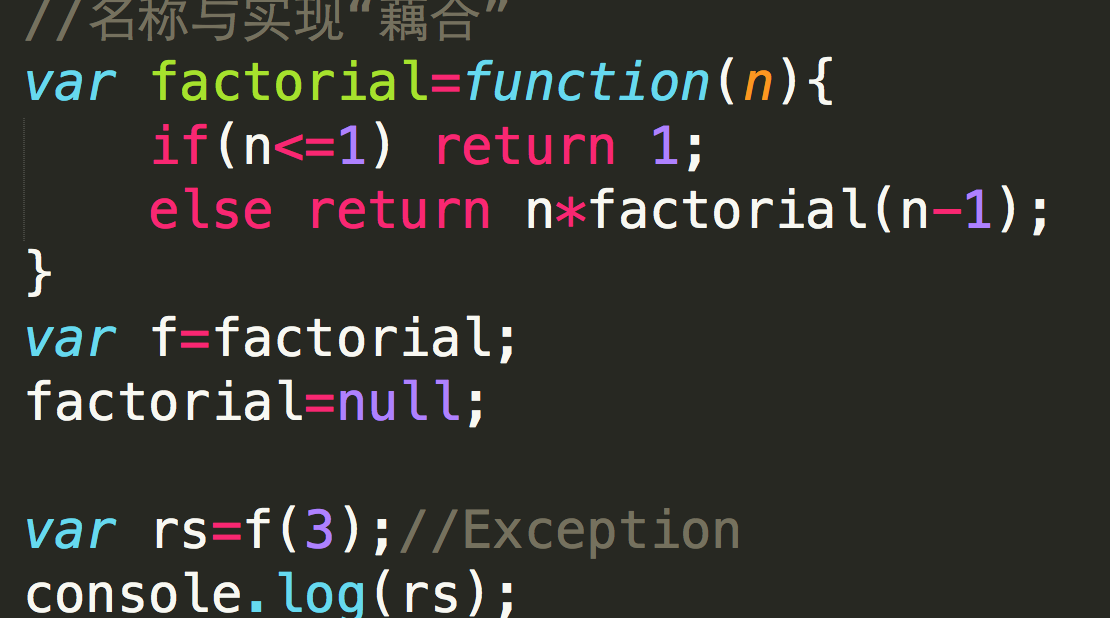 //名称与实现“藕合”
var factorial=function(n){
    if(n<=1) return 1;
    else return n*factorial(n-1);
}
var f=factorial;
factorial=null;

var rs=f(3);//Exception
console.log(rs);